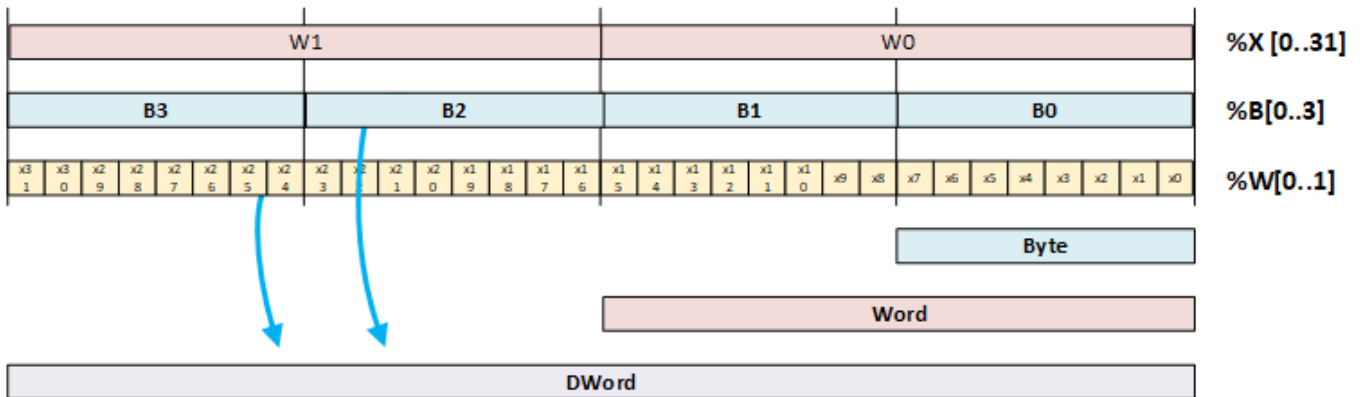 W1 W0 %X [0..31]
B3 B2 B1 B0 %B[0..3]
x31 x30 x29 x28 x27 x26 x25 x24 x23 x2 x21 x20 x19 x18 x17 x16 x15 x14 x13 x12 x11 x10 x9 x8 x7 x6 x5 x4 x3 x2 x1 x0 %W[0..1]
Byte
Word
DWord